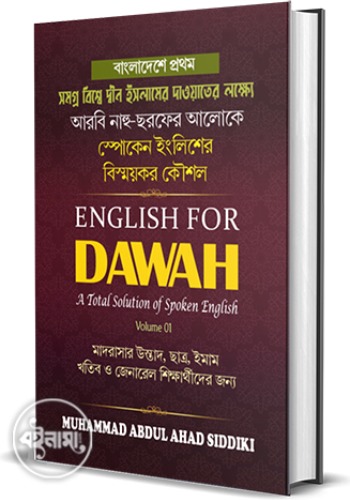 বাংলাদেশে প্রথম
সমগ্র বিশ্বে দ্বীন ইসলামের দাওয়াতের লক্ষ্যে
আরবি নাহু-ছরফের আলোকে
স্পোকেন ইংলিশের
বিস্ময়কর কৌশল
ENGLISH FOR
DAWAH
A Total Solution of Spoken English
Volume 01
মাদরাসার উস্তাদ, ছাত্র, ইমাম
খতিব ও জেনারেল শিক্ষার্থীদের জন্য
MUHAMMAD ABDUL AHAD SIDDIKI
বইনামা